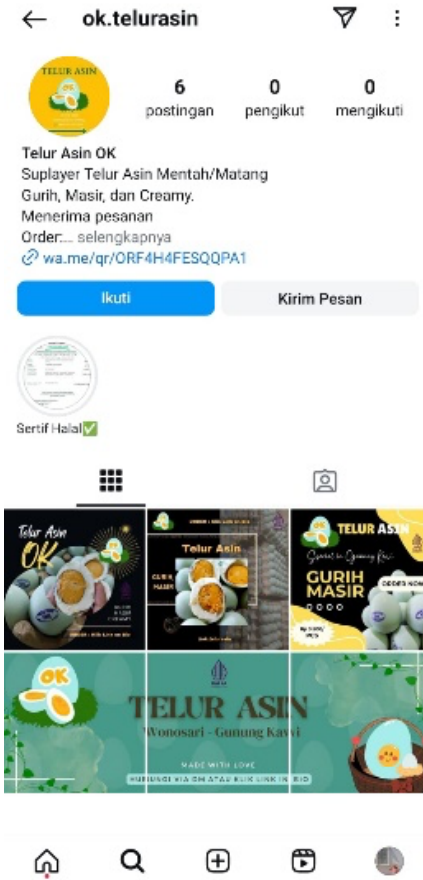 ok.telurasin
TELUR ASIN
OK
6
postingan
0
pengikut
0
mengikuti
Telur Asin OK
Suplayer Telur Asin Mentah/Matang
Gurih, Masir, dan Creamy.
Menerima pesanan
Order:... selengkapnya
wa.me/qr/ORF4H4FESQQPA1
Ikuti
Kirim Pesan
Sertif Halal✅
Telur Asin
OK
Telur Asin
GURIH,
MASIR
TELUR ASIN
GURIH
MASIR
ORDER NOW
PCS
OK
TELUR ASIN
Wonosari - Gunung Kawi
MADE WITH LOVE
HUBUNGI VIA DM ATAU KLIK LINK IN BIO